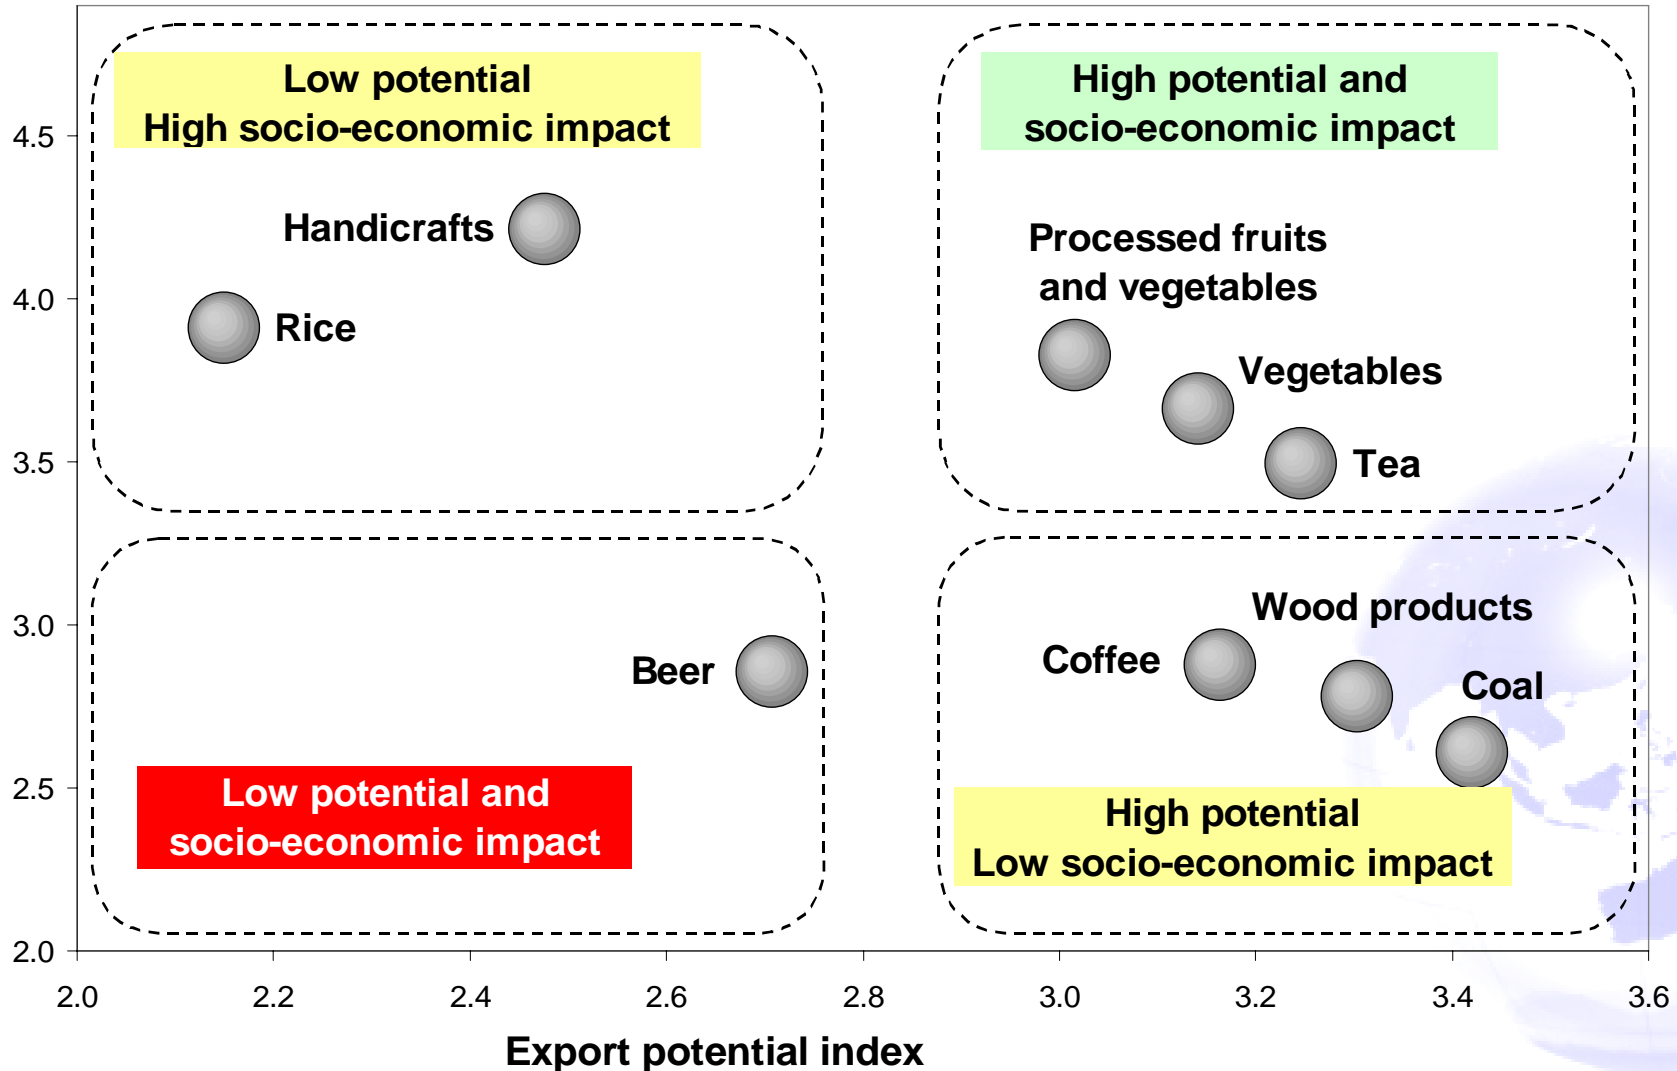 Low potential
High socio-economic impact
High potential and
socio-economic impact
4.5
Handicrafts
Processed fruits
and vegetables
4.0
Rice
Vegetables
3.5
Tea
3.0
Wood products
Coffee
Beer
Coal
2.5
Low potential and
socio-economic impact
High potential
Low socio-economic impact
2.0
2.0 2.2 2.4 2.6 2.8 3.0 3.2 3.4 3.6
Export potential index